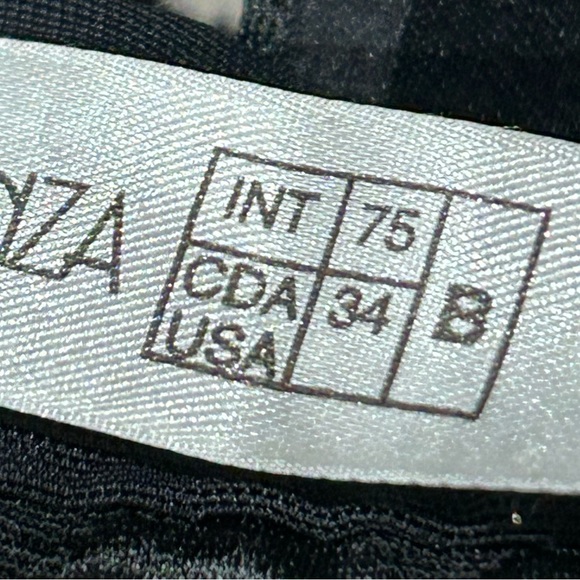 ZA
INT 75
CDA 34 B
USA